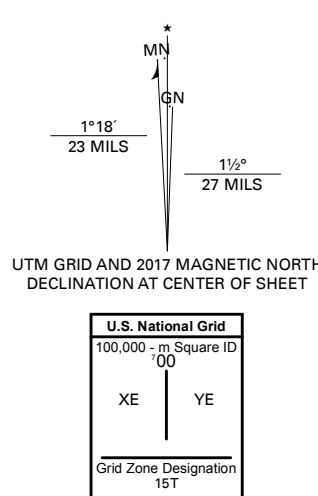 ★
MN
GN
1°18´
23 MILS
1½°
27 MILS
UTM GRID AND 2017 MAGNETIC NORTH
DECLINATION AT CENTER OF SHEET
U.S. National Grid
100,000 - m Square ID
⁷00
XE YE
Grid Zone Designation
15T